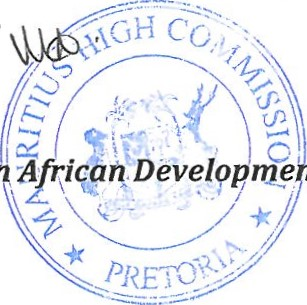 MAURITIUS HIGH COMMISSION
n African Developmen
PRETORIA